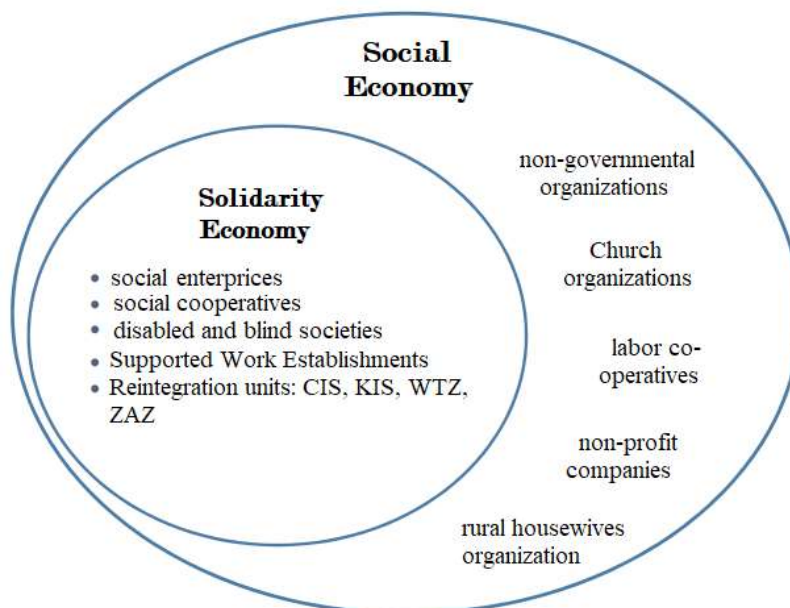 Social
Economy
non-governmental
organizations
Solidarity
Economy
Church
organizations
• social enterprices
• social cooperatives
• disabled and blind societies
• Supported Work Establishments
• Reintegration units: CIS, KIS, WTZ,
ZAZ
labor co-
operatives
non-profit
companies
rural housewives
organization